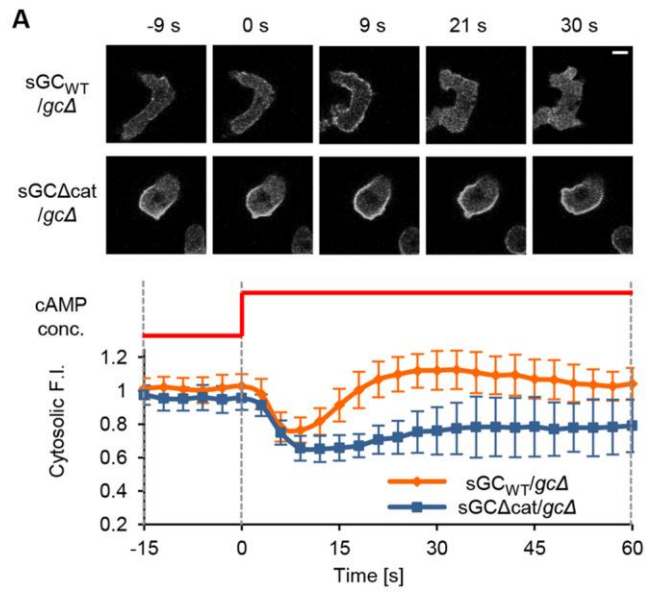 A
-9 s 0 s 9 s 21 s 30 s
sGCWT
/gcΔ
sGCΔcat
/gcΔ
cAMP
conc.
1.2
1
0.8
0.6
0.4
0.2
Cytosolic F.I.
sGCWT/gcΔ
sGCΔcat/gcΔ
-15 0 15 30 45 60
Time [s]